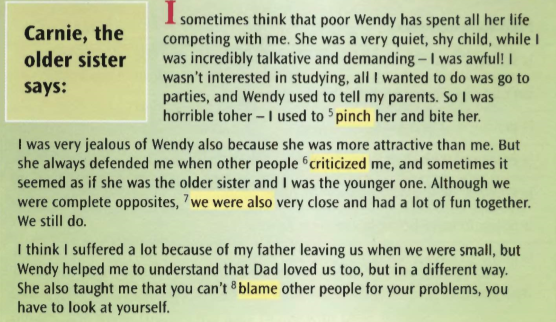 Carnie, the
older sister
says:
I sometimes think that poor Wendy has spent all her life
competing with me. She was a very quiet, shy child, while I
was incredibly talkative and demanding – I was awful! I
wasn't interested in studying, all I wanted to do was go to
parties, and Wendy used to tell my parents. So I was
horrible toher – I used to ⁵pinch her and bite her.
I was very jealous of Wendy also because she was more attractive than me. But
she always defended me when other people ⁶criticized me, and sometimes it
seemed as if she was the older sister and I was the younger one. Although we
were complete opposites, ⁷we were also very close and had a lot of fun together.
We still do.
I think I suffered a lot because of my father leaving us when we were small, but
Wendy helped me to understand that Dad loved us too, but in a different way.
She also taught me that you can't ⁸blame other people for your problems, you
have to look at yourself.